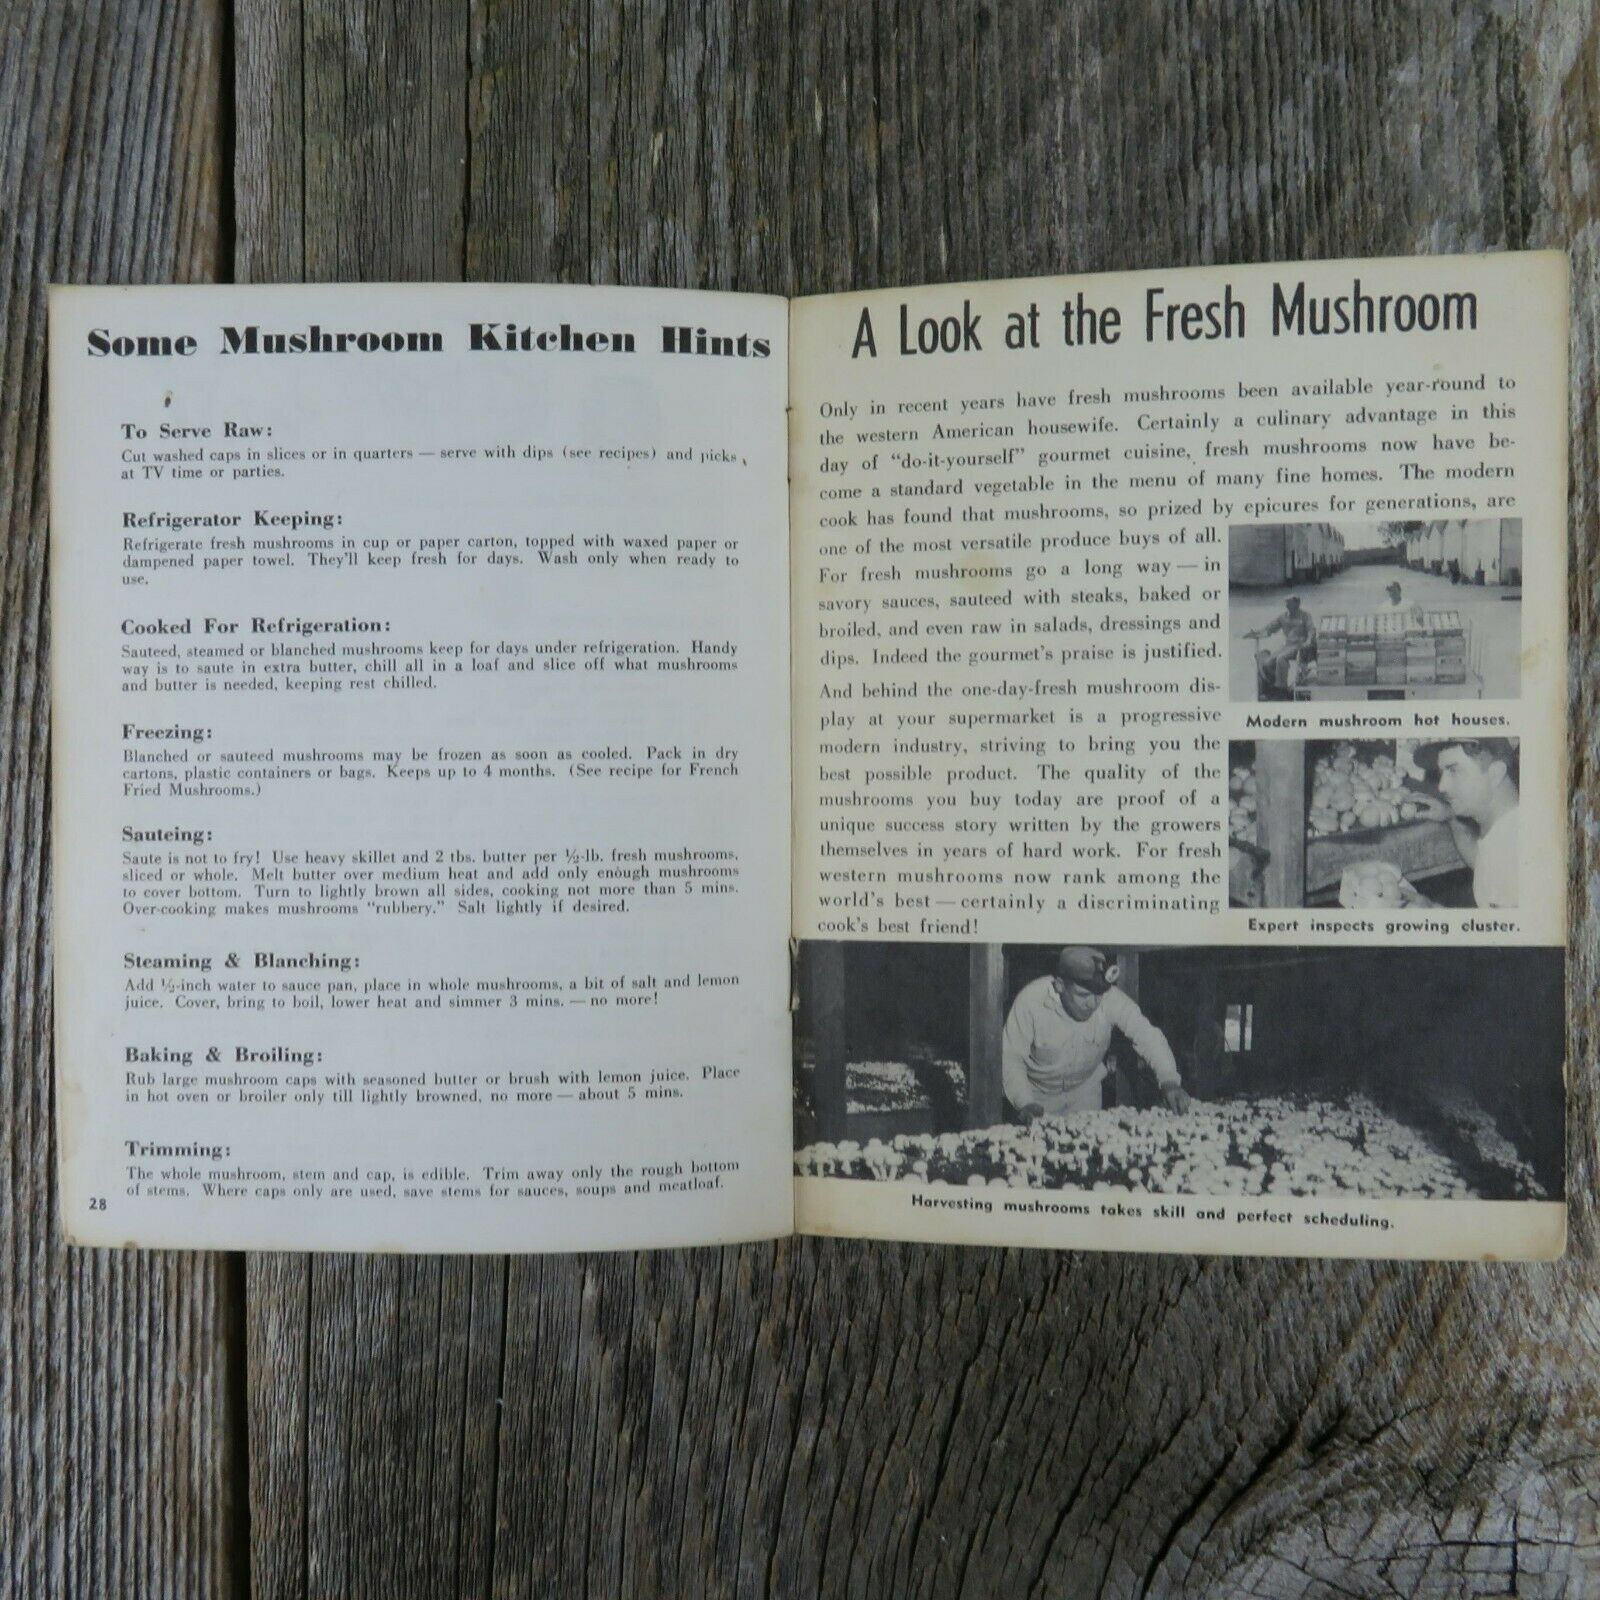 Some Mushroom Kitchen Hints
To Serve Raw:
Cut washed caps in slices or in quarters — serve with dips (see recipes) and picks
at TV time or parties.
Refrigerator Keeping:
Refrigerate fresh mushrooms in cup or paper carton, topped with waxed paper or
dampened paper towel. They'll keep fresh for days. Wash only when ready to
use.
Cooked For Refrigeration:
Sauteed, steamed or blanched mushrooms keep for days under refrigeration. Handy
way is to saute in extra butter, chill all in a loaf and slice off what mushrooms
and butter is needed, keeping rest chilled.
Freezing:
Blanched or sauteed mushrooms may be frozen as soon as cooled. Pack in dry
cartons, plastic containers or bags. Keeps up to 4 months. (See recipe for French
Fried Mushrooms.)
Sauteing:
Saute is not to fry! Use heavy skillet and 2 tbs. butter per ½-lb. fresh mushrooms,
sliced or whole. Melt butter over medium heat and add only enough mushrooms
to cover bottom. Turn to lightly brown all sides, cooking not more than 5 mins.
Over-cooking makes mushrooms "rubbery." Salt lightly if desired.
Steaming & Blanching:
Add ½-inch water to sauce pan, place in whole mushrooms, a bit of salt and lemon
juice. Cover, bring to boil, lower heat and simmer 3 mins. — no more!
Baking & Broiling:
Rub large mushroom caps with seasoned butter or brush with lemon juice. Place
in hot oven or broiler only till lightly browned, no more — about 5 mins.
Trimming:
The whole mushroom, stem and cap, is edible. Trim away only the rough bottom
of stems. Where caps only are used, save stems for sauces, soups and meatloaf.
28
A Look at the Fresh Mushroom
Only in recent years have fresh mushrooms been available year-round to
the western American housewife. Certainly a culinary advantage in this
day of "do-it-yourself" gourmet cuisine, fresh mushrooms now have be-
come a standard vegetable in the menu of many fine homes. The modern
cook has found that mushrooms, so prized by epicures for generations, are
one of the most versatile produce buys of all.
For fresh mushrooms go a long way — in
savory sauces, sauteed with steaks, baked or
broiled, and even raw in salads, dressings and
dips. Indeed the gourmet's praise is justified.
And behind the one-day-fresh mushroom dis-
play at your supermarket is a progressive
modern industry, striving to bring you the
best possible product. The quality of the
mushrooms you buy today are proof of a
unique success story written by the growers
themselves in years of hard work. For fresh
western mushrooms now rank among the
world's best — certainly a discriminating
cook's best friend!
Modern mushroom hot houses.
Expert inspects growing cluster.
Harvesting mushrooms takes skill and perfect scheduling.